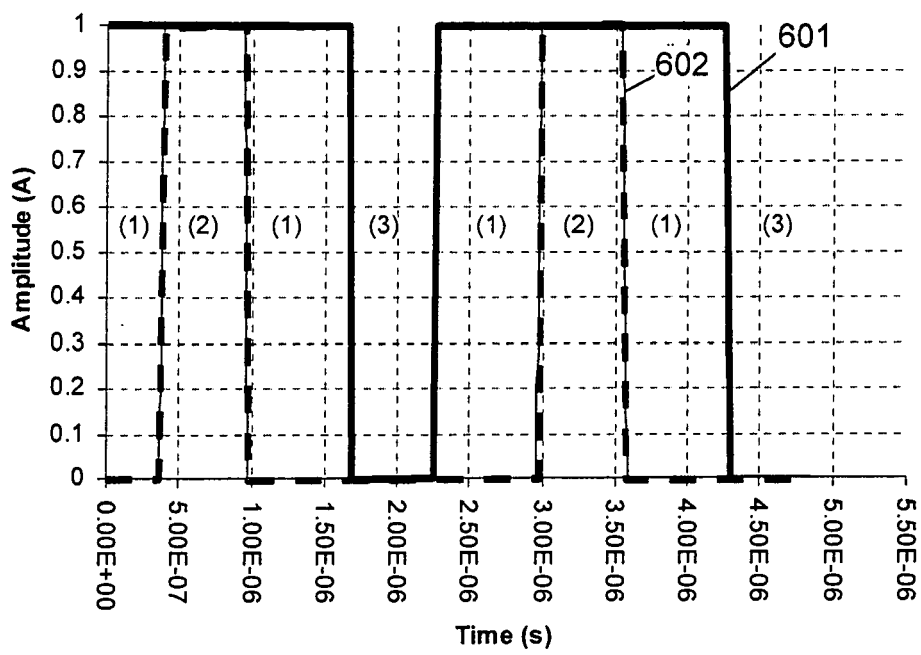 601
602
1
0.9
0.8
0.7
0.6
0.5
0.4
0.3
0.2
0.1
0
Amplitude (A)
(1) (2) (1) (3) (1) (2) (1) (3)
0.00E+00
5.00E-07
1.00E-06
1.50E-06
2.00E-06
2.50E-06
3.00E-06
3.50E-06
4.00E-06
4.50E-06
5.00E-06
5.50E-06
Time (s)